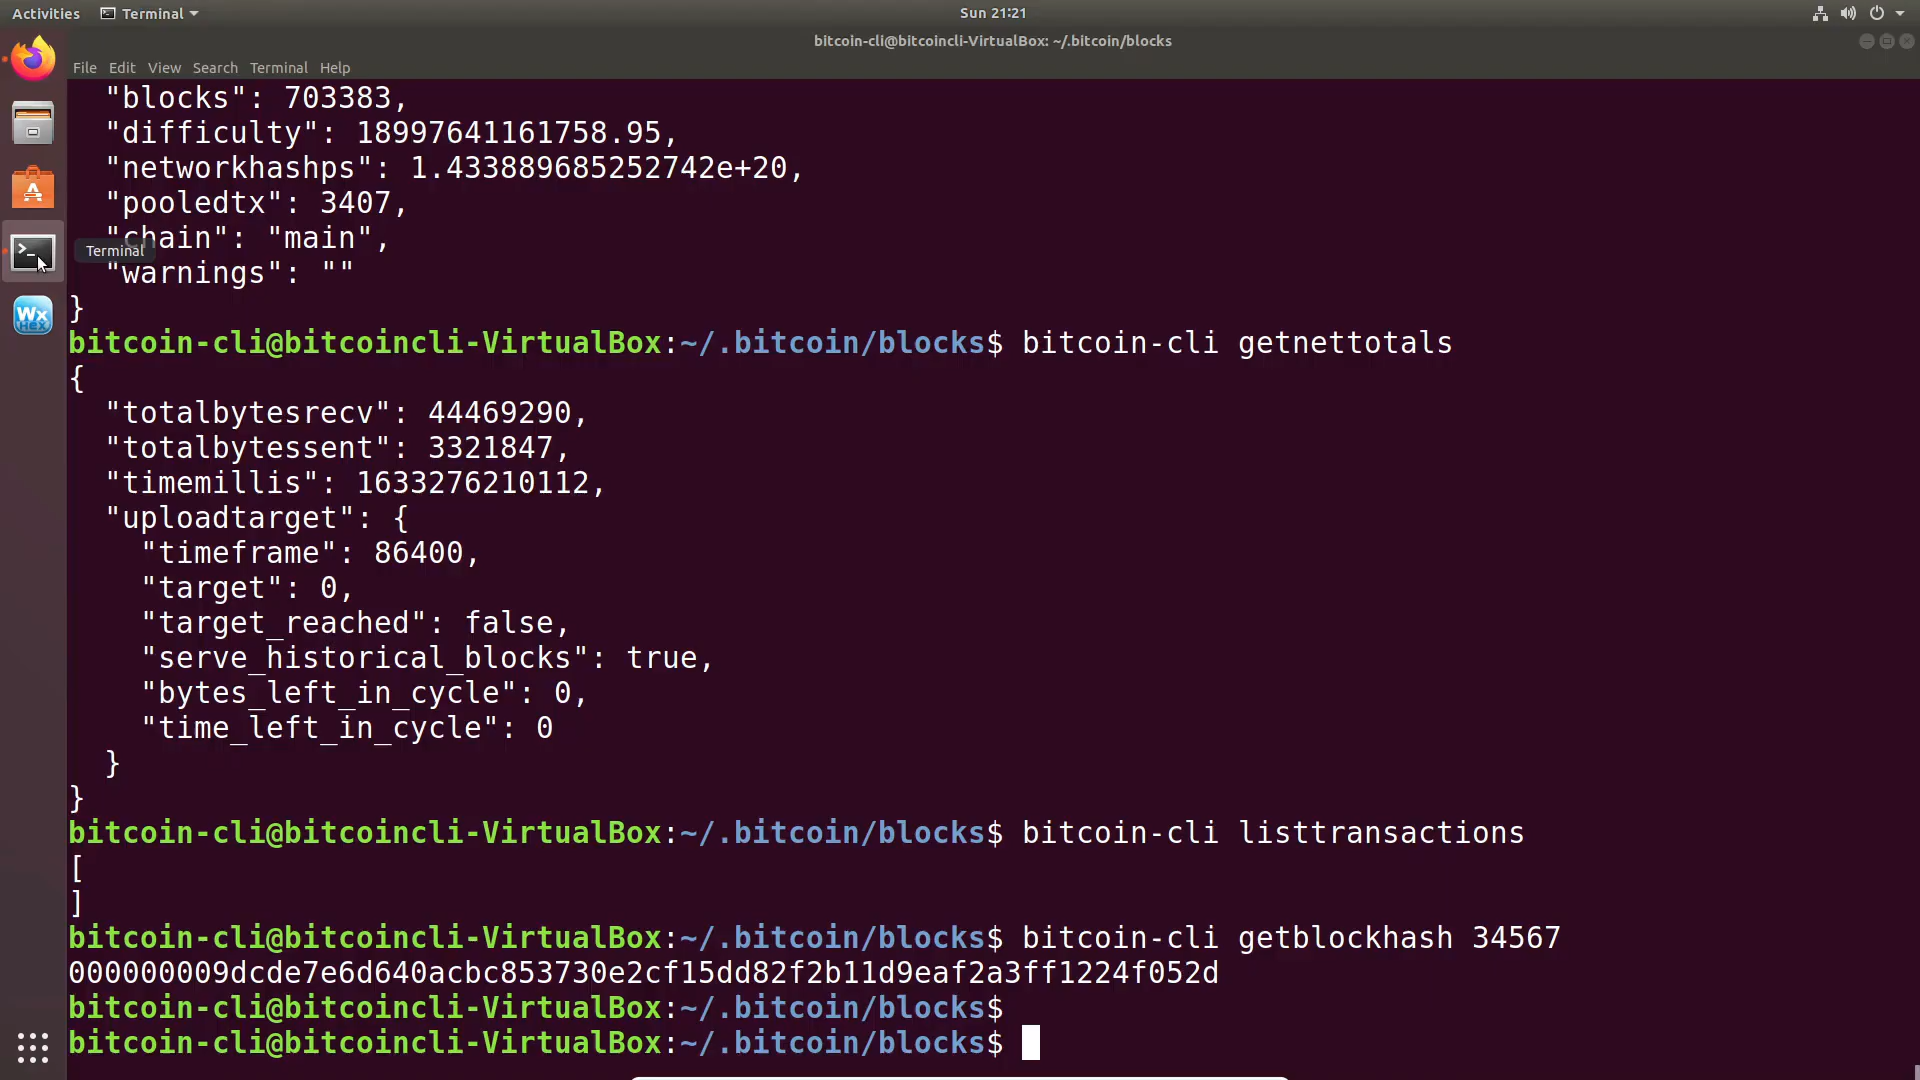 Activities Terminal Sun 21:21
bitcoin-cli@bitcoincli-VirtualBox: ~/.bitcoin/blocks
File Edit View Search Terminal Help
"blocks": 703383,
"difficulty": 18997641161758.95,
"networkhashps": 1.433889685252742e+20,
"pooledtx": 3407,
"chain": "main",
Terminal
"warnings": ""
}
bitcoin-cli@bitcoincli-VirtualBox:~/.bitcoin/blocks$ bitcoin-cli getnettotals
{
"totalbytesrecv": 44469290,
"totalbytessent": 3321847,
"timemillis": 1633276210112,
"uploadtarget": {
"timeframe": 86400,
"target": 0,
"target_reached": false,
"serve_historical_blocks": true,
"bytes_left_in_cycle": 0,
"time_left_in_cycle": 0
}
}
bitcoin-cli@bitcoincli-VirtualBox:~/.bitcoin/blocks$ bitcoin-cli listtransactions
[
]
bitcoin-cli@bitcoincli-VirtualBox:~/.bitcoin/blocks$ bitcoin-cli getblockhash 34567
000000009dcde7e6d640acbc853730e2cf15dd82f2b11d9eaf2a3ff1224f052d
bitcoin-cli@bitcoincli-VirtualBox:~/.bitcoin/blocks$
bitcoin-cli@bitcoincli-VirtualBox:~/.bitcoin/blocks$
A
>_
Wx
HEX